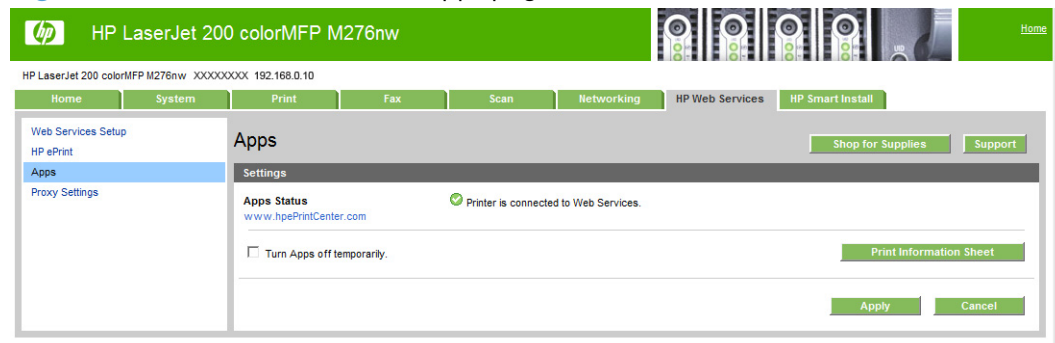 hp
HP LaserJet 200 colorMFP M276nw
UID
Home
HP LaserJet 200 colorMFP M276nw XXXXXXXX 192.168.0.10
Home System Print Fax Scan Networking HP Web Services HP Smart Install
Web Services Setup
HP ePrint
Apps
Proxy Settings
Apps
Shop for Supplies Support
Settings
Apps Status
www.hpePrintCenter.com
Printer is connected to Web Services.
Turn Apps off temporarily.
Print Information Sheet
Apply Cancel